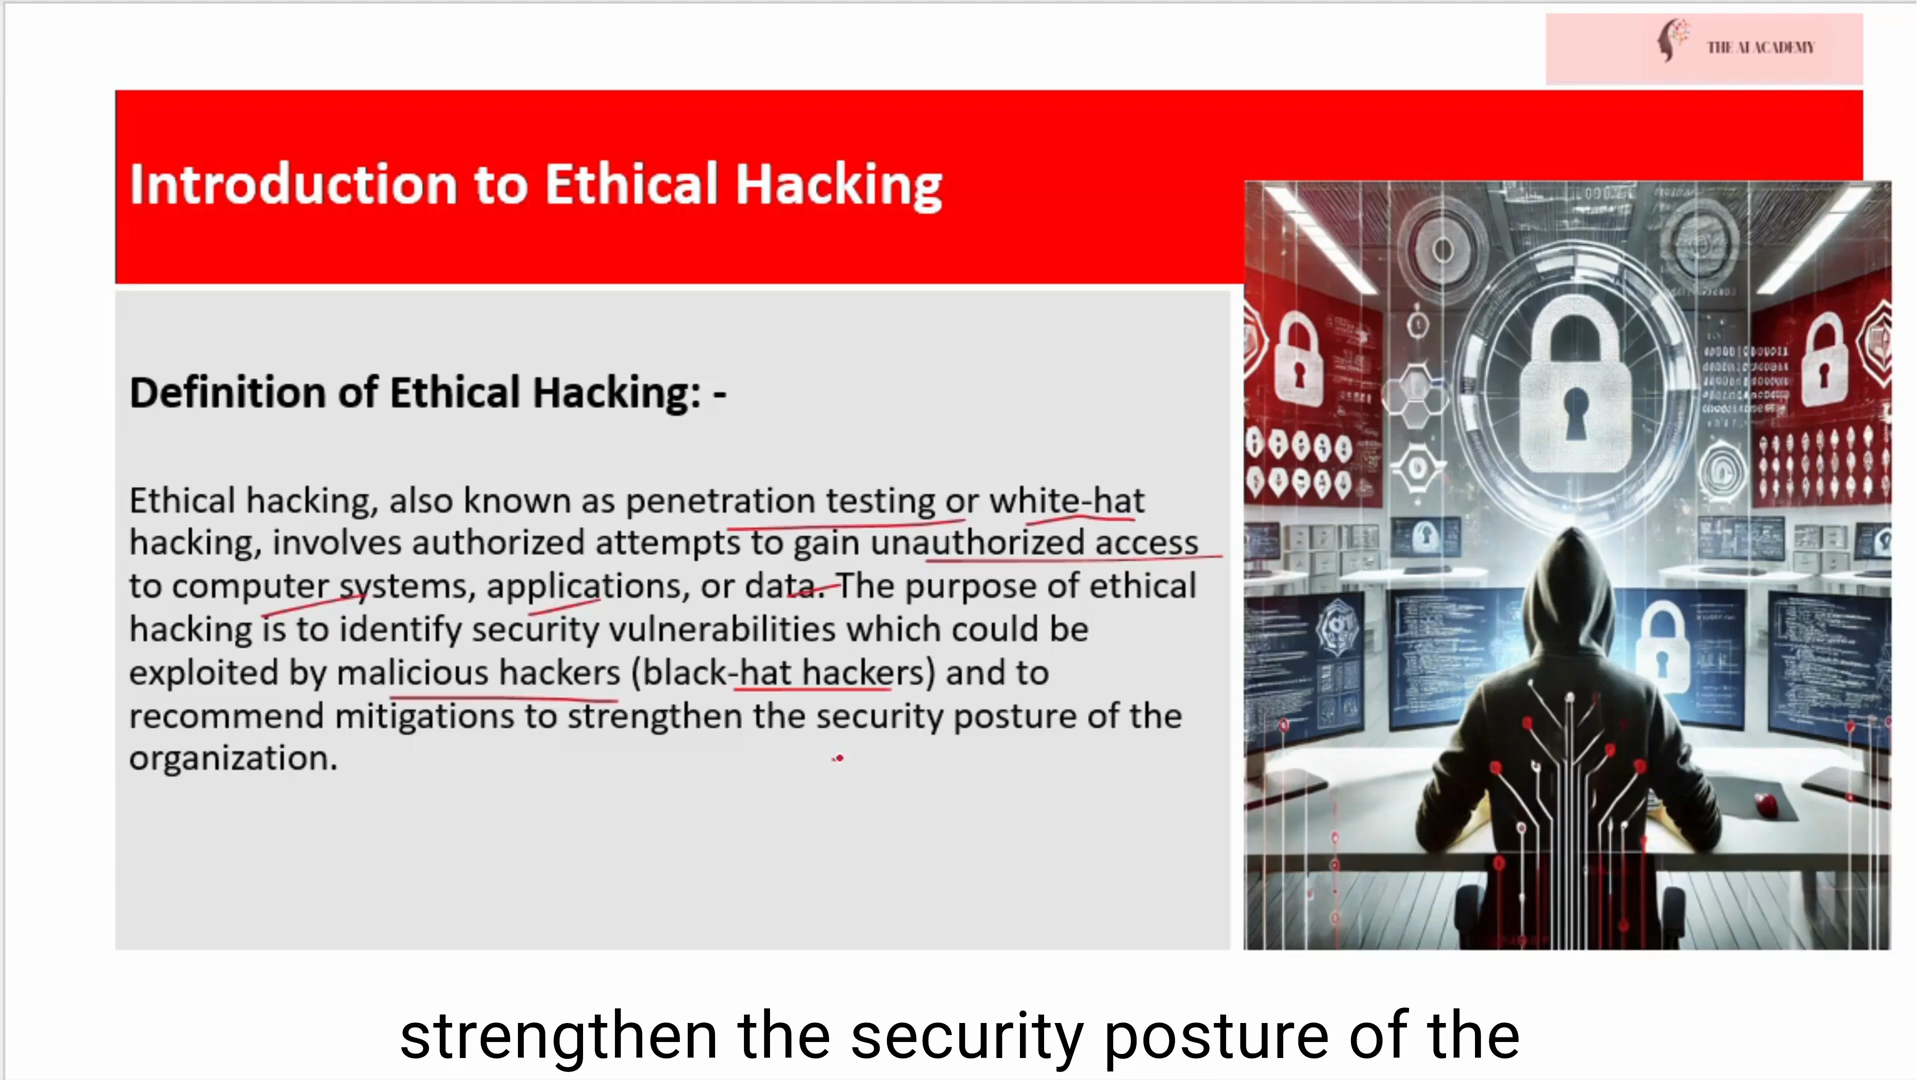 THE AI ACADEMY
Introduction to Ethical Hacking
Definition of Ethical Hacking: -
Ethical hacking, also known as penetration testing or white-hat
hacking, involves authorized attempts to gain unauthorized access
to computer systems, applications, or data. The purpose of ethical
hacking is to identify security vulnerabilities which could be
exploited by malicious hackers (black-hat hackers) and to
recommend mitigations to strengthen the security posture of the
organization.
strengthen the security posture of the